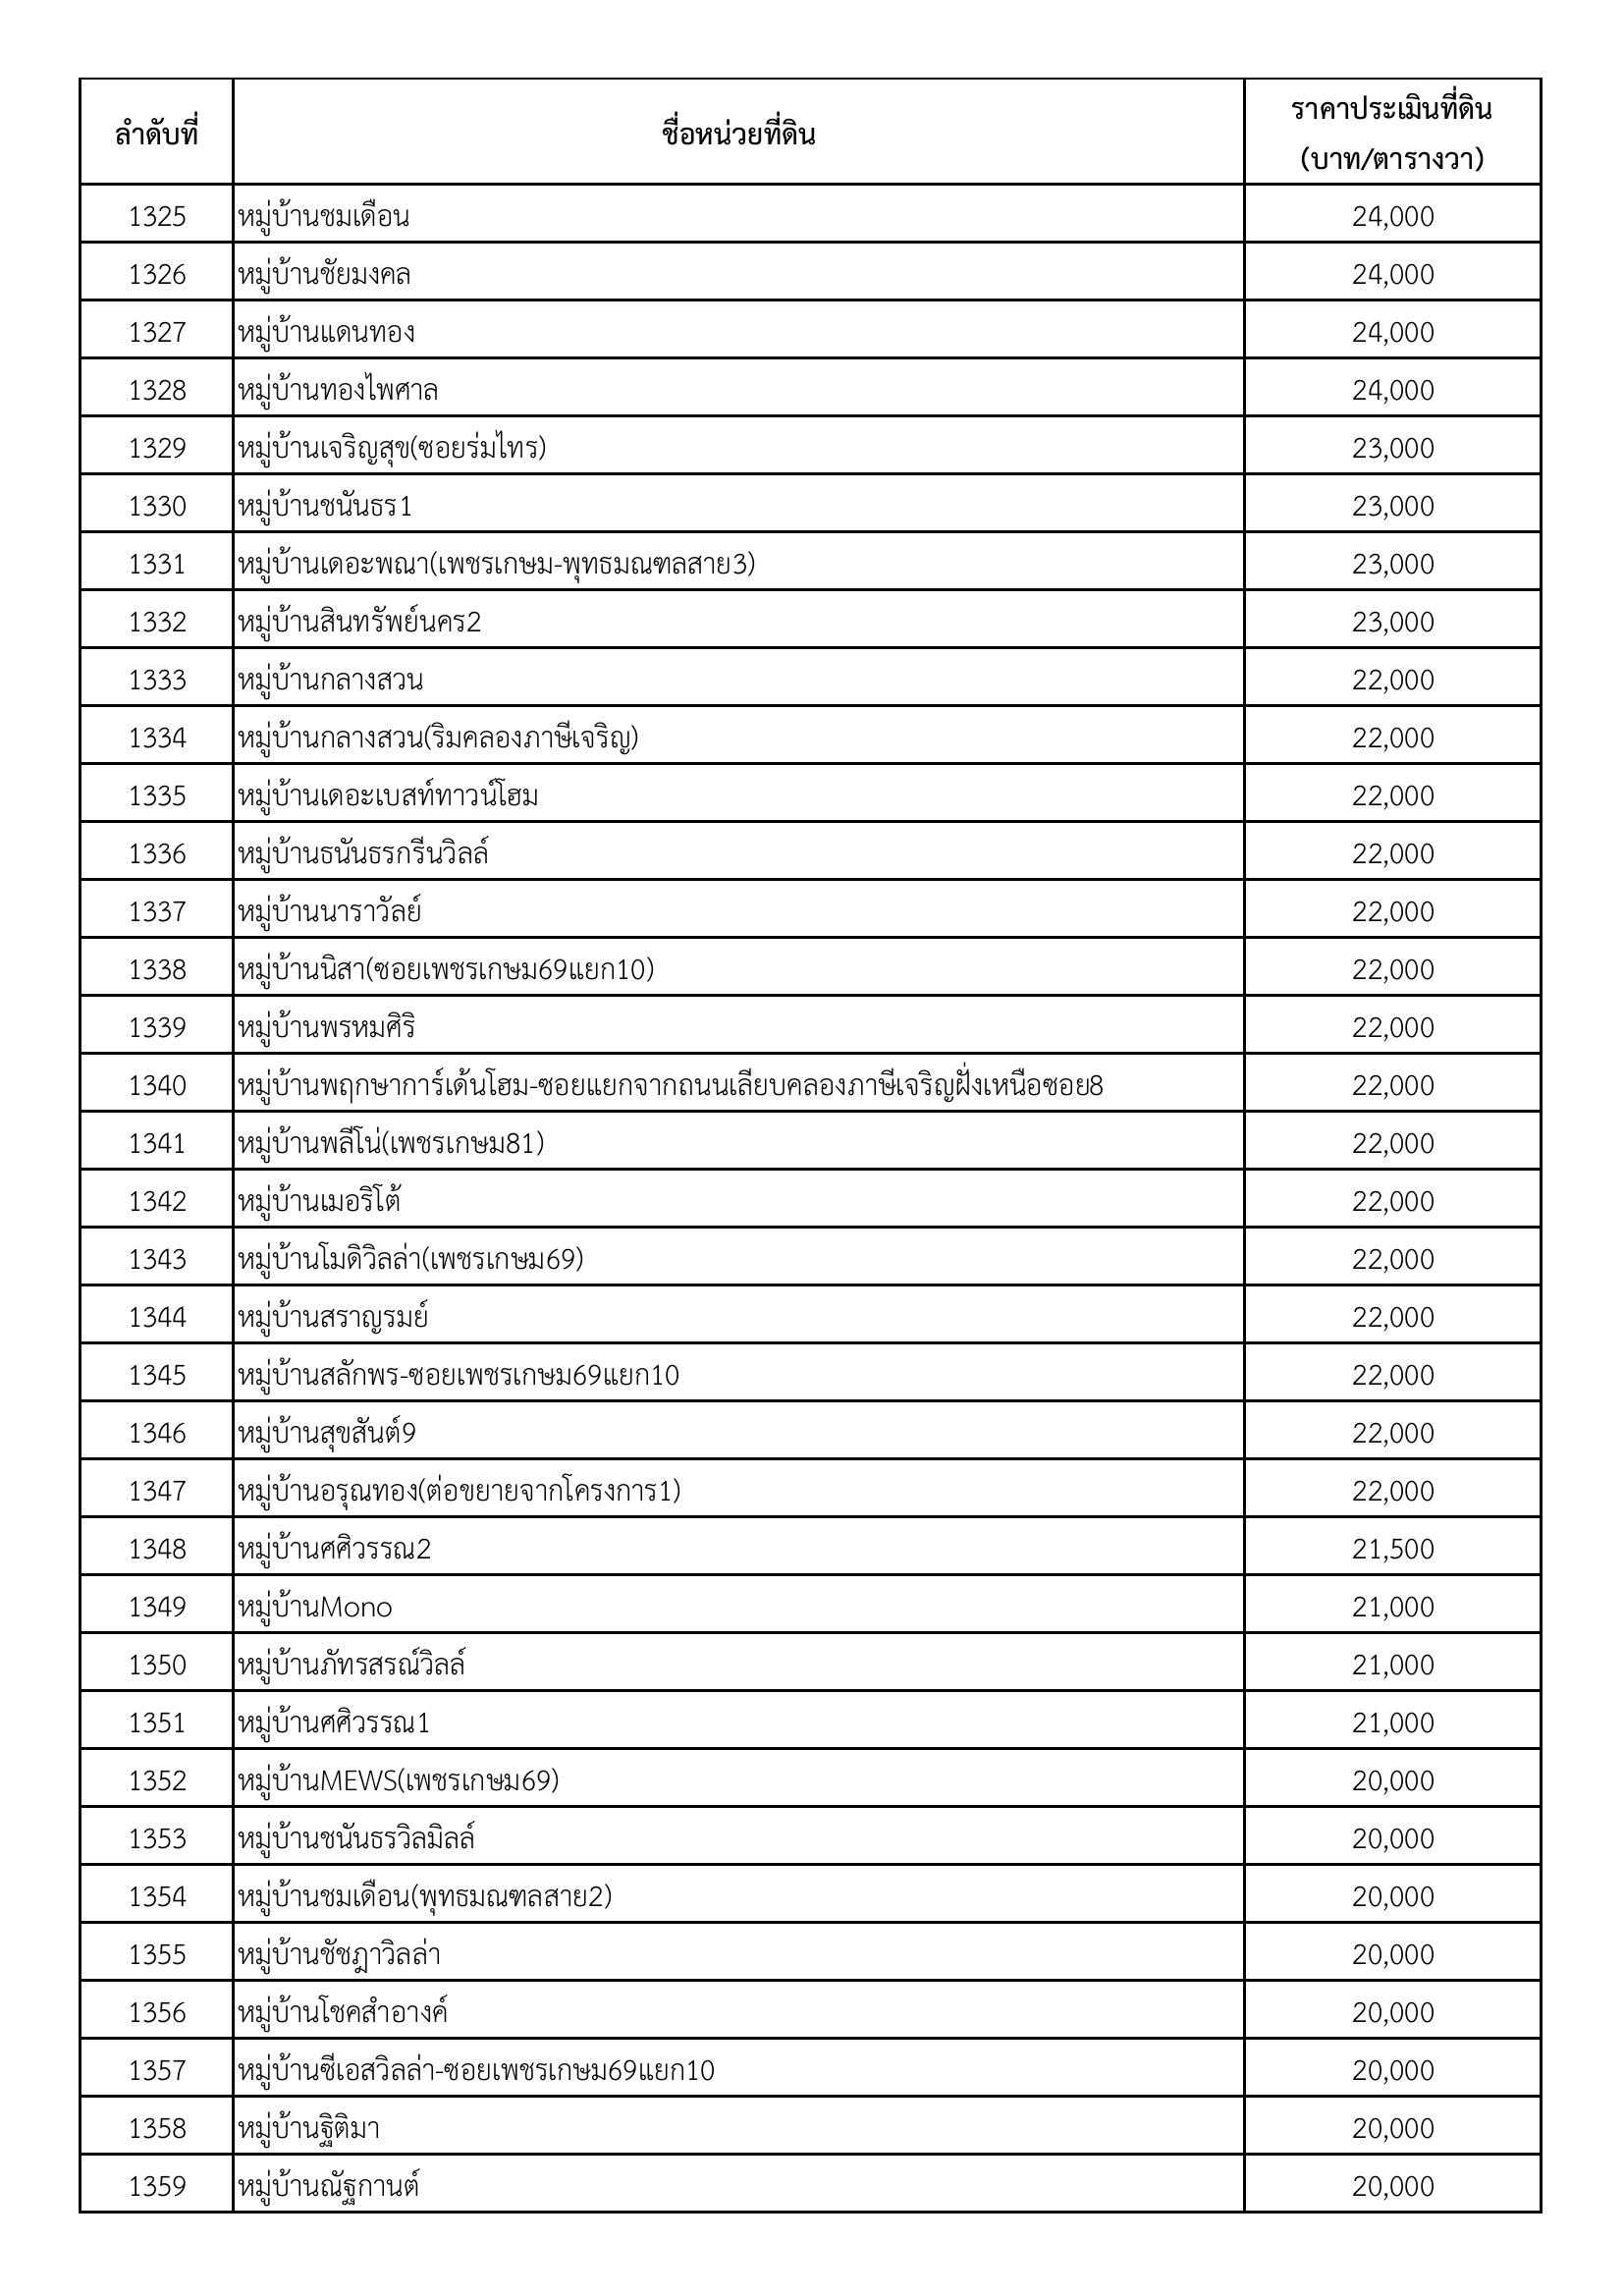 ลำดับที่ ชื่อหน่วยที่ดิน ราคาประเมินที่ดิน
(บาท/ตารางวา)
1325 หมู่บ้านชมเดือน 24,000
1326 หมู่บ้านชัยมงคล 24,000
1327 หมู่บ้านแดนทอง 24,000
1328 หมู่บ้านทองไพศาล 24,000
1329 หมู่บ้านเจริญสุข(ซอยร่มไทร) 23,000
1330 หมู่บ้านชนันธร1 23,000
1331 หมู่บ้านเดอะพณา(เพชรเกษม-พุทธมณฑลสาย3) 23,000
1332 หมู่บ้านสินทรัพย์นคร2 23,000
1333 หมู่บ้านกลางสวน 22,000
1334 หมู่บ้านกลางสวน(ริมคลองภาษีเจริญ) 22,000
1335 หมู่บ้านเดอะเบสท์ทาวน์โฮม 22,000
1336 หมู่บ้านธนันธรกรีนวิลล์ 22,000
1337 หมู่บ้านนาราวัลย์ 22,000
1338 หมู่บ้านนิสา(ซอยเพชรเกษม69แยก10) 22,000
1339 หมู่บ้านพรหมศิริ 22,000
1340 หมู่บ้านพฤกษาการ์เด้นโฮม-ซอยแยกจากถนนเลียบคลองภาษีเจริญฝั่งเหนือซอย8 22,000
1341 หมู่บ้านพลีโน่(เพชรเกษม81) 22,000
1342 หมู่บ้านเมอริโต้ 22,000
1343 หมู่บ้านโมดิวิลล่า(เพชรเกษม69) 22,000
1344 หมู่บ้านสราญรมย์ 22,000
1345 หมู่บ้านสลักพร-ซอยเพชรเกษม69แยก10 22,000
1346 หมู่บ้านสุขสันต์9 22,000
1347 หมู่บ้านอรุณทอง(ต่อขยายจากโครงการ1) 22,000
1348 หมู่บ้านศศิวรรณ2 21,500
1349 หมู่บ้านMono 21,000
1350 หมู่บ้านภัทรสรณ์วิลล์ 21,000
1351 หมู่บ้านศศิวรรณ1 21,000
1352 หมู่บ้านMEWS(เพชรเกษม69) 20,000
1353 หมู่บ้านชนันธรวิลมิลล์ 20,000
1354 หมู่บ้านชมเดือน(พุทธมณฑลสาย2) 20,000
1355 หมู่บ้านชัชฎาวิลล่า 20,000
1356 หมู่บ้านโชคสำอางค์ 20,000
1357 หมู่บ้านซีเอสวิลล่า-ซอยเพชรเกษม69แยก10 20,000
1358 หมู่บ้านฐิติมา 20,000
1359 หมู่บ้านณัฐกานต์ 20,000